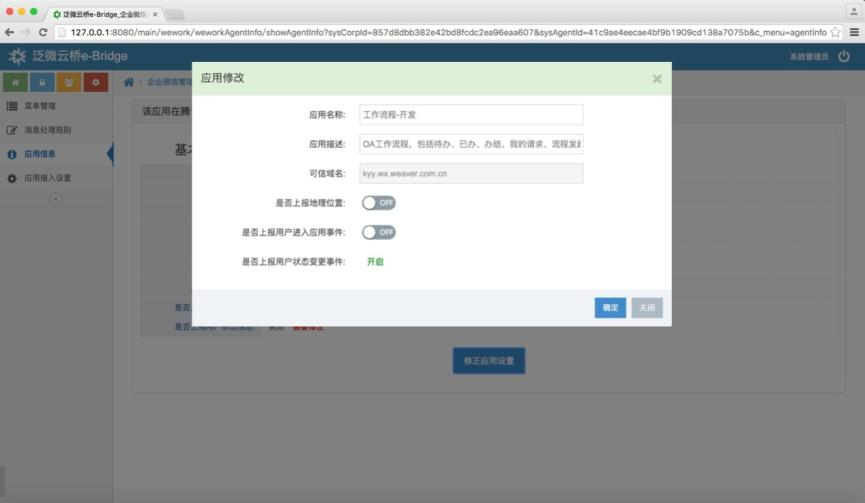 泛微云桥e-Bridge_企业微信
127.0.0.1:8080/main/wework/weworkAgentInfo/showAgentInfo?sysCorpId=857d8dbb382e42bd8fcdc2ea96eaa607&sysAgentId=41c9ae4eecae4bf9b1909cd138a7075b&c_menu=agentinfo
泛微云桥e-Bridge
系统管理员
企业微信管理
菜单管理
消息处理规则
应用信息
应用接入设置
该应用在腾
基本
应用修改
应用名称:
工作流程-开发
应用描述:
OA工作流程，包括待办、已办、办结、我的请求、流程发起
可信域名:
kyy.wx.weaver.com.cn
是否上报地理位置:
OFF
是否上报用户进入应用事件:
OFF
是否上报用户状态变更事件:
开启
确定
关闭
是否
是否上报用户状态信息
关闭
需要修正
修正应用设置